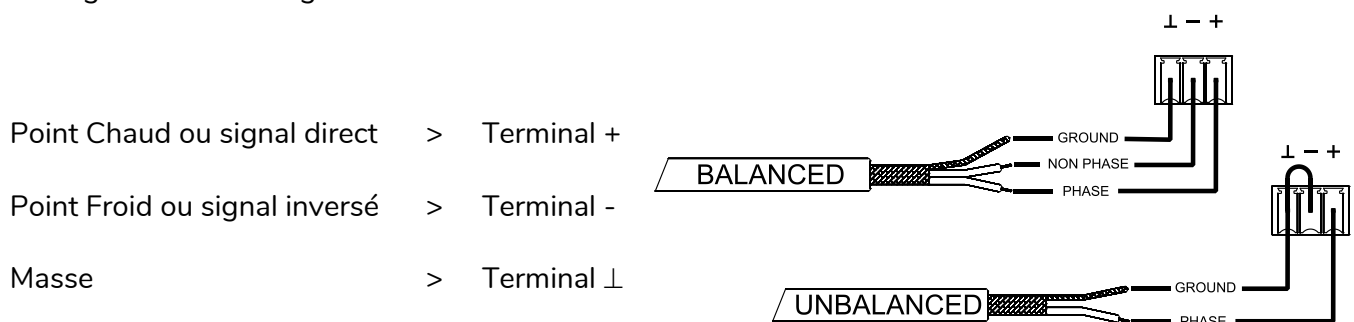 ⊥ − +
Point Chaud ou signal direct > Terminal +
GROUND
NON PHASE
PHASE
BALANCED
⊥ − +
Point Froid ou signal inversé > Terminal -
Masse > Terminal ⊥
GROUND
UNBALANCED
PHASE